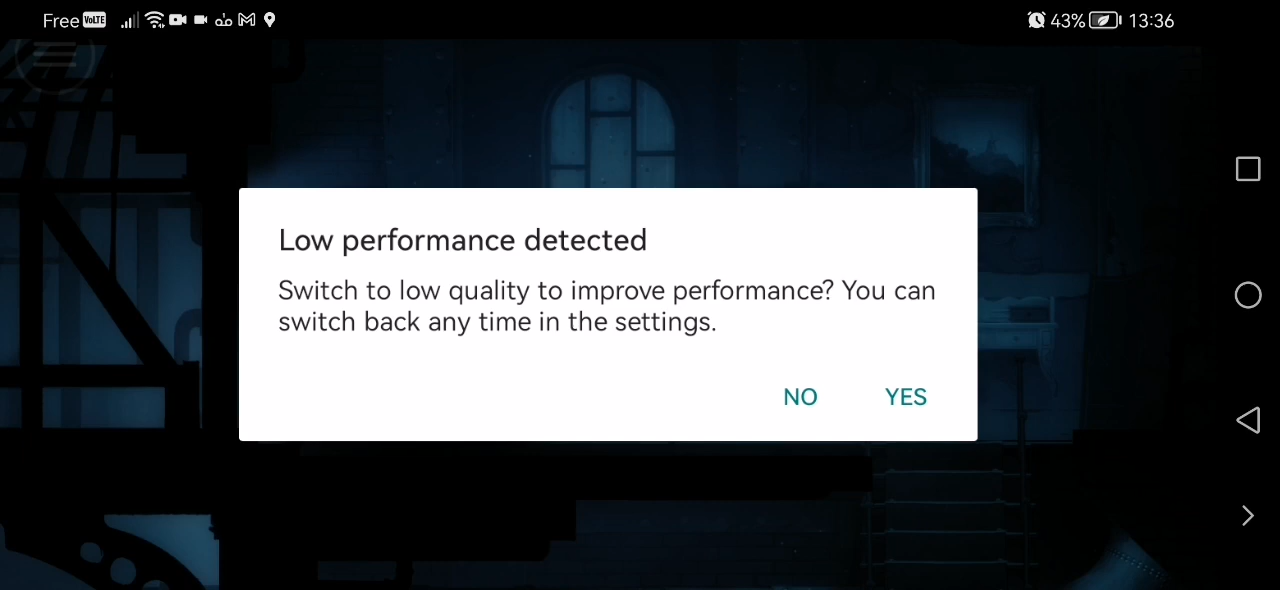 Free VoLTE 43% 13:36
Low performance detected
Switch to low quality to improve performance? You can
switch back any time in the settings.
NO YES